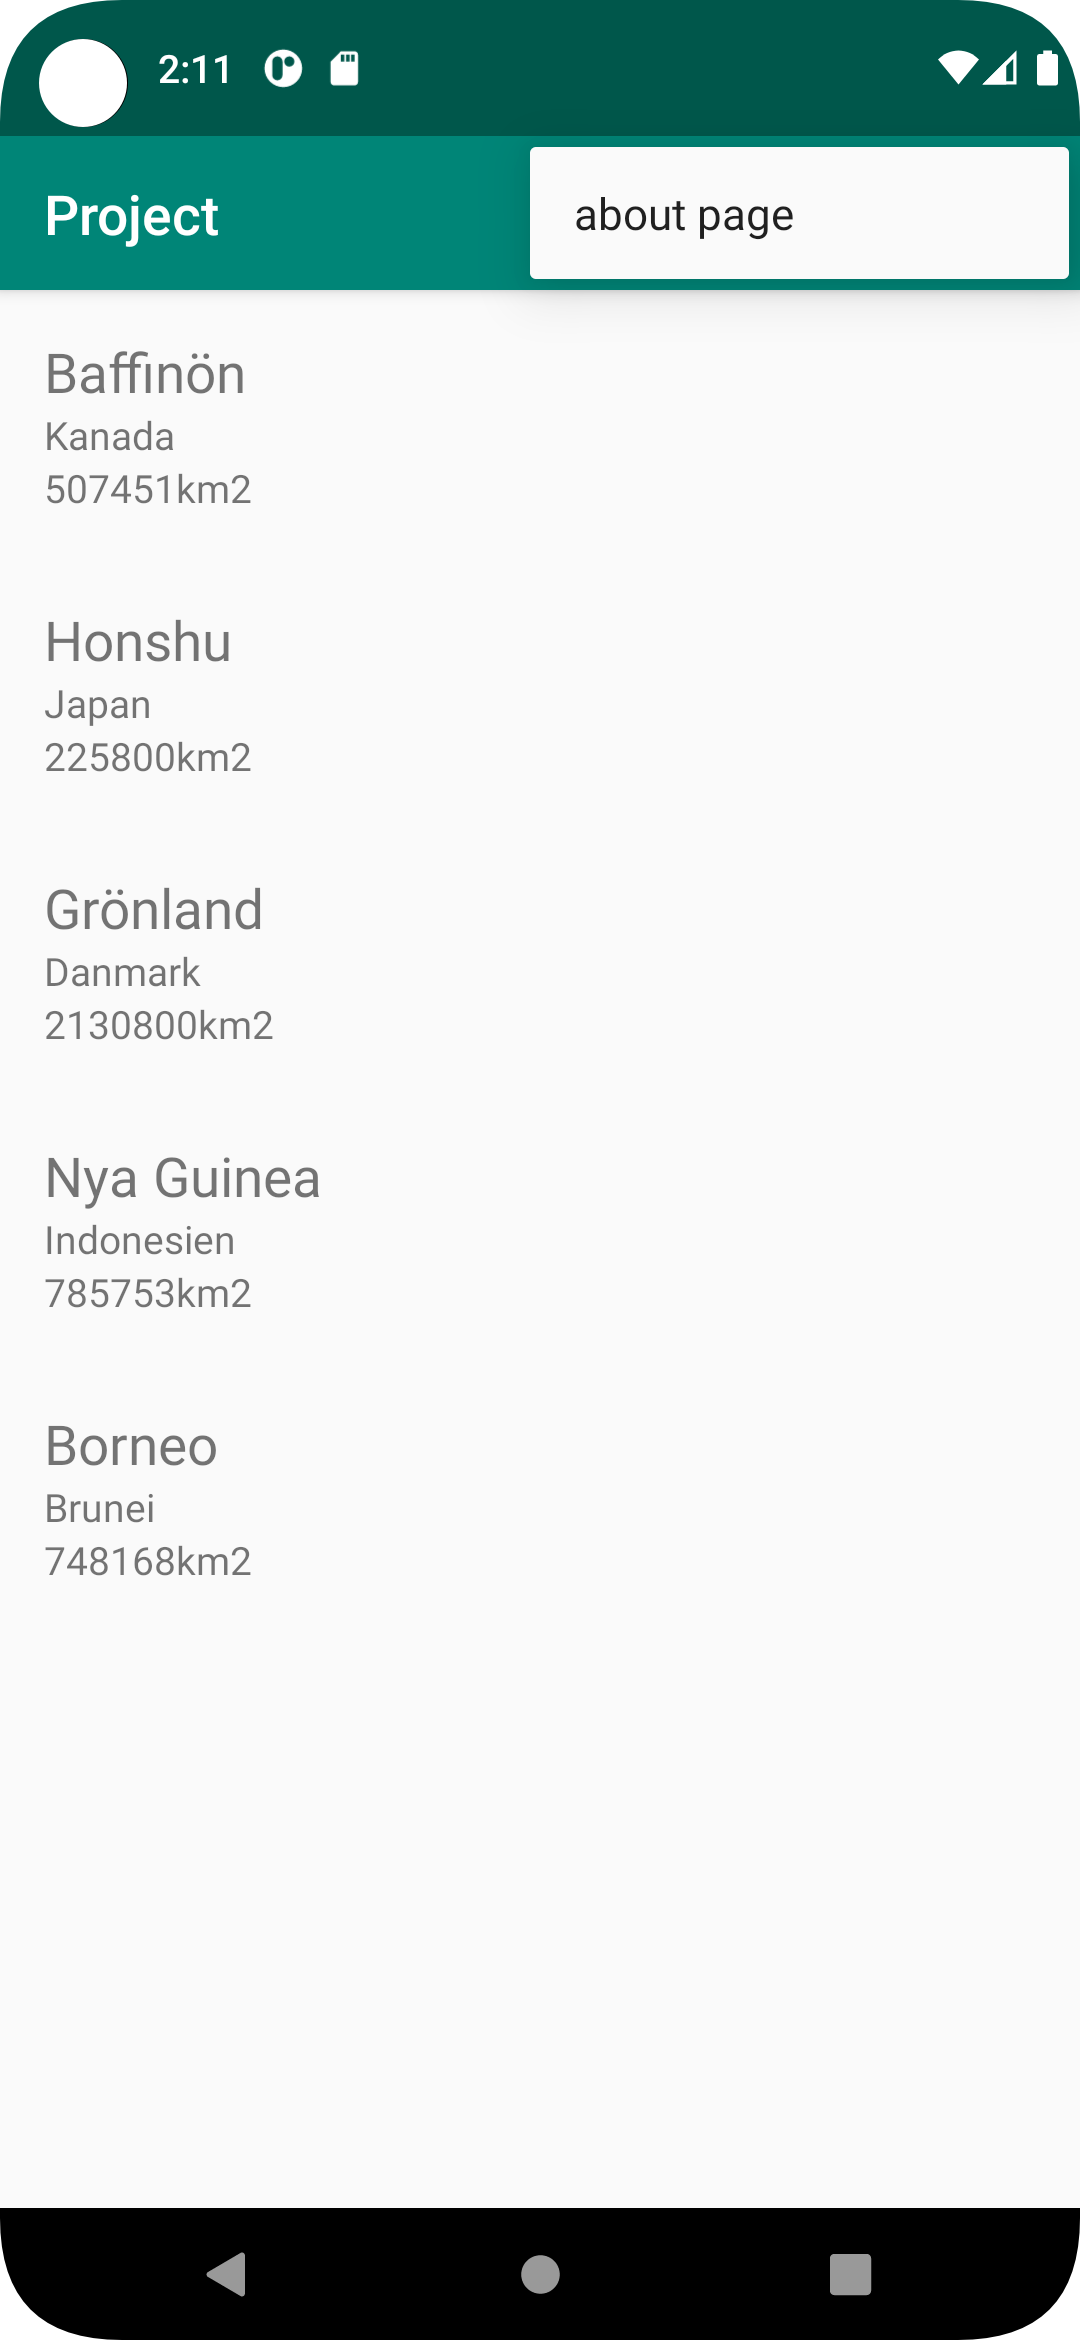 2:11
Project
about page
Baffinön
Kanada
507451km2
Honshu
Japan
225800km2
Grönland
Danmark
2130800km2
Nya Guinea
Indonesien
785753km2
Borneo
Brunei
748168km2